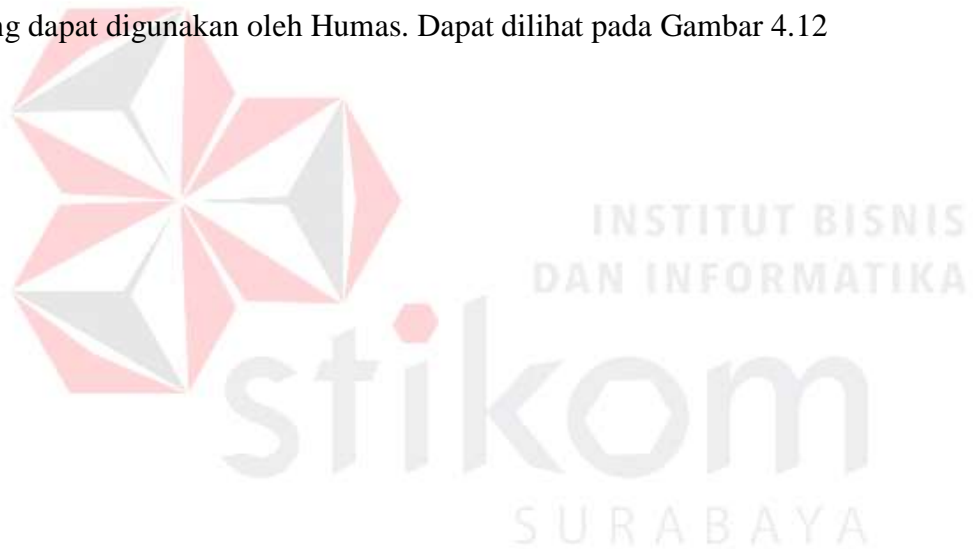 ng dapat digunakan oleh Humas. Dapat dilihat pada Gambar 4.12
INSTITUT BISNIS
DAN INFORMATIKA
stikom
SURABAYA